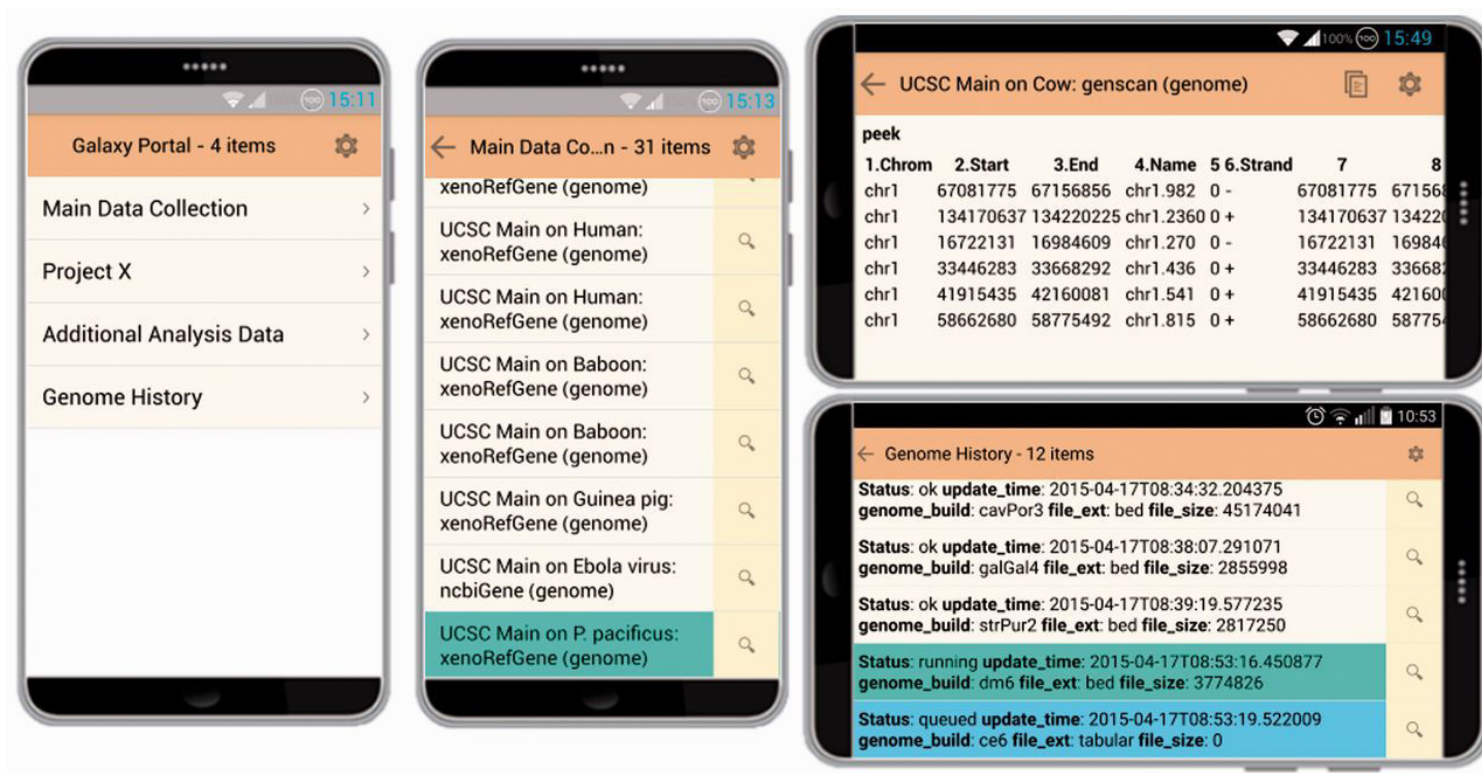 15:11
Galaxy Portal - 4 items
Main Data Collection
Project X
Additional Analysis Data
Genome History
100 15:13
Main Data Co...n - 31 items
xenoRefGene (genome)
UCSC Main on Human:
xenoRefGene (genome)
UCSC Main on Human:
xenoRefGene (genome)
UCSC Main on Baboon:
xenoRefGene (genome)
UCSC Main on Baboon:
xenoRefGene (genome)
UCSC Main on Guinea pig:
xenoRefGene (genome)
UCSC Main on Ebola virus:
ncbiGene (genome)
UCSC Main on P. pacificus:
xenoRefGene (genome)
100% 100 15:49
UCSC Main on Cow: genscan (genome)
peek
1.Chrom 2.Start 3.End 4.Name 5 6.Strand 7 8
chr1 67081775 67156856 chr1.982 0 - 67081775 67156
chr1 134170637 134220225 chr1.2360 0 + 134170637 13422
chr1 16722131 16984609 chr1.270 0 - 16722131 16984
chr1 33446283 33668292 chr1.436 0 + 33446283 33668
chr1 41915435 42160081 chr1.541 0 + 41915435 42160
chr1 58662680 58775492 chr1.815 0 + 58662680 58775
10:53
Genome History - 12 items
Status: ok update_time: 2015-04-17T08:34:32.204375
genome_build: cavPor3 file_ext: bed file_size: 45174041
Status: ok update_time: 2015-04-17T08:38:07.291071
genome_build: galGal4 file_ext: bed file_size: 2855998
Status: ok update_time: 2015-04-17T08:39:19.577235
genome_build: strPur2 file_ext: bed file_size: 2817250
Status: running update_time: 2015-04-17T08:53:16.450877
genome_build: dm6 file_ext: bed file_size: 3774826
Status: queued update_time: 2015-04-17T08:53:19.522009
genome_build: ce6 file_ext: tabular file_size: 0